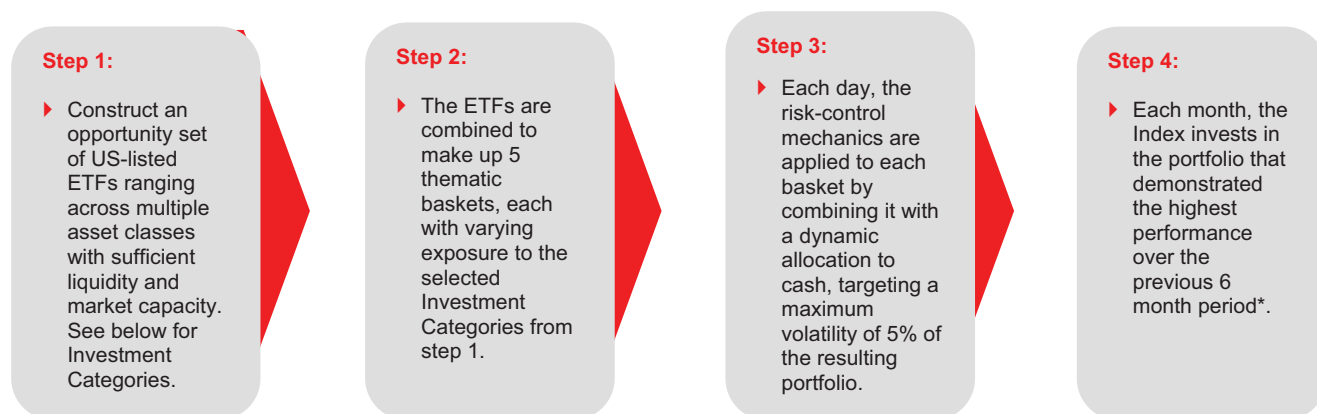 Step 1:
Construct an
opportunity set
of US-listed
ETFs ranging
across multiple
asset classes
with sufficient
liquidity and
market capacity.
See below for
Investment
Categories.
Step 2:
The ETFs are
combined to
make up 5
thematic
baskets, each
with varying
exposure to the
selected
Investment
Categories from
step 1.
Step 3:
Each day, the
risk-control
mechanics are
applied to each
basket by
combining it with
a dynamic
allocation to
cash, targeting a
maximum
volatility of 5% of
the resulting
portfolio.
Step 4:
Each month, the
Index invests in
the portfolio that
demonstrated
the highest
performance
over the
previous 6
month period*.